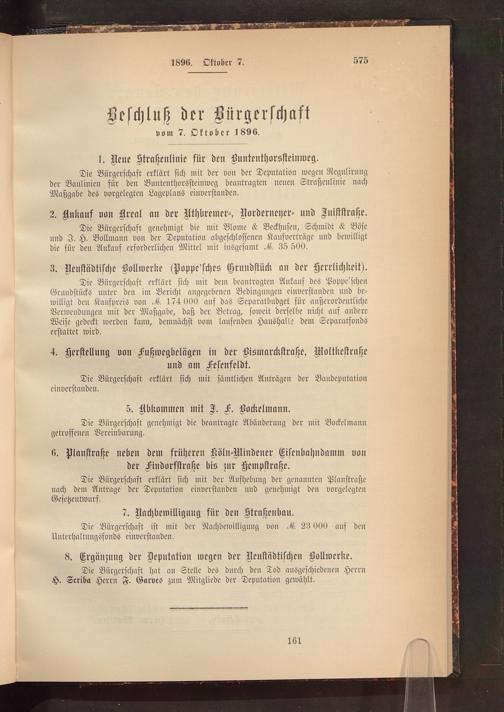 1896. Oktober 7.
575
Beschluß der Bürgerschaft
vom 7. Oktober 1896.
1. Neue Straßenlinie für den Buntenthorssteinweg.
Die Bürgerschaft erklärt sich mit der von der Deputation wegen Regulirung
der Baulinien für den Buntenthorssteinweg beantragten neuen Straßenlinie nach
Maßgabe des vorgelegten Lageplans einverstanden.
2. Ankauf von Areal an der Uthbremer-, Norderneyer- und Juiststraße.
Die Bürgerschaft genehmigt die mit Blome & Beckhusen, Schmidt & Böse
und J. H. Bollmann von der Deputation abgeschlossenen Kaufverträge und bewilligt
die für den Ankauf erforderlichen Mittel mit insgesamt M. 35 500.
3. Neustädtische Bollwerke (Poppe'sches Grundstück an der Herrlichkeit).
Die Bürgerschaft erklärt sich mit dem beantragten Ankauf des Poppe'schen
Grundstücks unter den im Bericht angegebenen Bedingungen einverstanden und be-
willigt den Kaufpreis von M. 174 000 auf das Separatbudget für außerordentliche
Verwendungen mit der Maßgabe, daß der Betrag, soweit derselbe nicht auf andere
Weise gedeckt werden kann, demnächst vom laufenden Haushalte dem Separatfonds
erstattet wird.
4. Herstellung von Fußwegbelägen in der Bismarckstraße, Moltkestraße
und am Fesenfeldt.
Die Bürgerschaft erklärt sich mit sämtlichen Anträgen der Baudeputation
einverstanden.
5. Abkommen mit J. F. Bockelmann.
Die Bürgerschaft genehmigt die beantragte Abänderung der mit Bockelmann
getroffenen Vereinbarung.
6. Planstraße neben dem früheren Köln-Mindener Eisenbahndamm von
der Findorffstraße bis zur Hempstraße.
Die Bürgerschaft erklärt sich mit der Aufhebung der genannten Planstraße
nach dem Antrage der Deputation einverstanden und genehmigt den vorgelegten
Gesetzentwurf.
7. Nachbewilligung für den Straßenbau.
Die Bürgerschaft ist mit der Nachbewilligung von M. 23 000 auf den
Unterhaltungsfonds einverstanden.
8. Ergänzung der Deputation wegen der Neustädtischen Bollwerke.
Die Bürgerschaft hat an Stelle des durch den Tod ausgeschiedenen Herrn
H. Scriba Herrn F. Garves zum Mitgliede der Deputation gewählt.
161